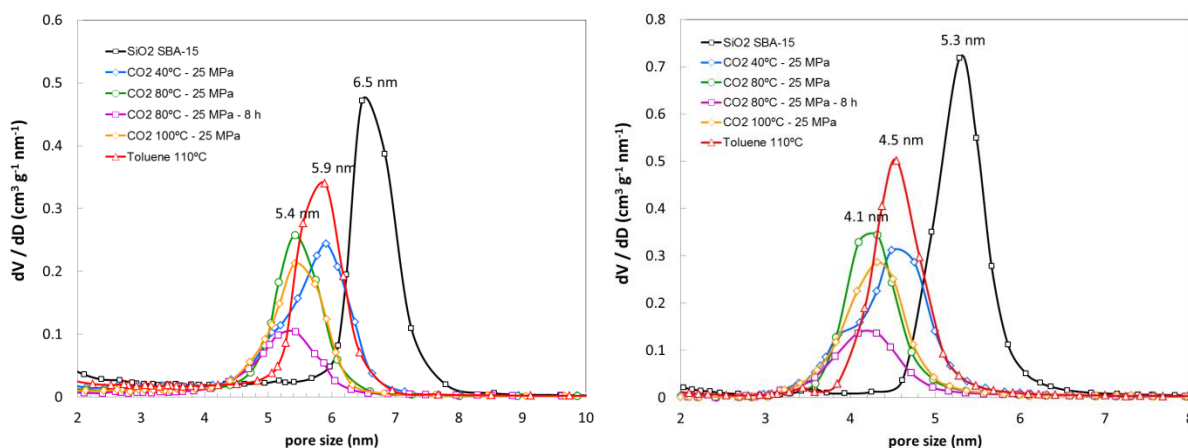 0.6
0.5
0.4
0.3
0.2
0.1
0
dV / dD (cm³ g⁻¹ nm⁻¹)
SiO2 SBA-15
CO2 40ºC - 25 MPa
CO2 80ºC - 25 MPa
CO2 80ºC - 25 MPa - 8 h
CO2 100ºC - 25 MPa
Toluene 110ºC
6.5 nm
5.9 nm
5.4 nm
2 3 4 5 6 7 8 9 10
pore size (nm)
0.8
0.7
0.6
0.5
0.4
0.3
0.2
0.1
0
dV / dD (cm³ g⁻¹ nm⁻¹)
SiO2 SBA-15
CO2 40ºC - 25 MPa
CO2 80ºC - 25 MPa
CO2 80ºC - 25 MPa - 8 h
CO2 100ºC - 25 MPa
Toluene 110ºC
5.3 nm
4.5 nm
4.1 nm
2 3 4 5 6 7 8
pore size (nm)